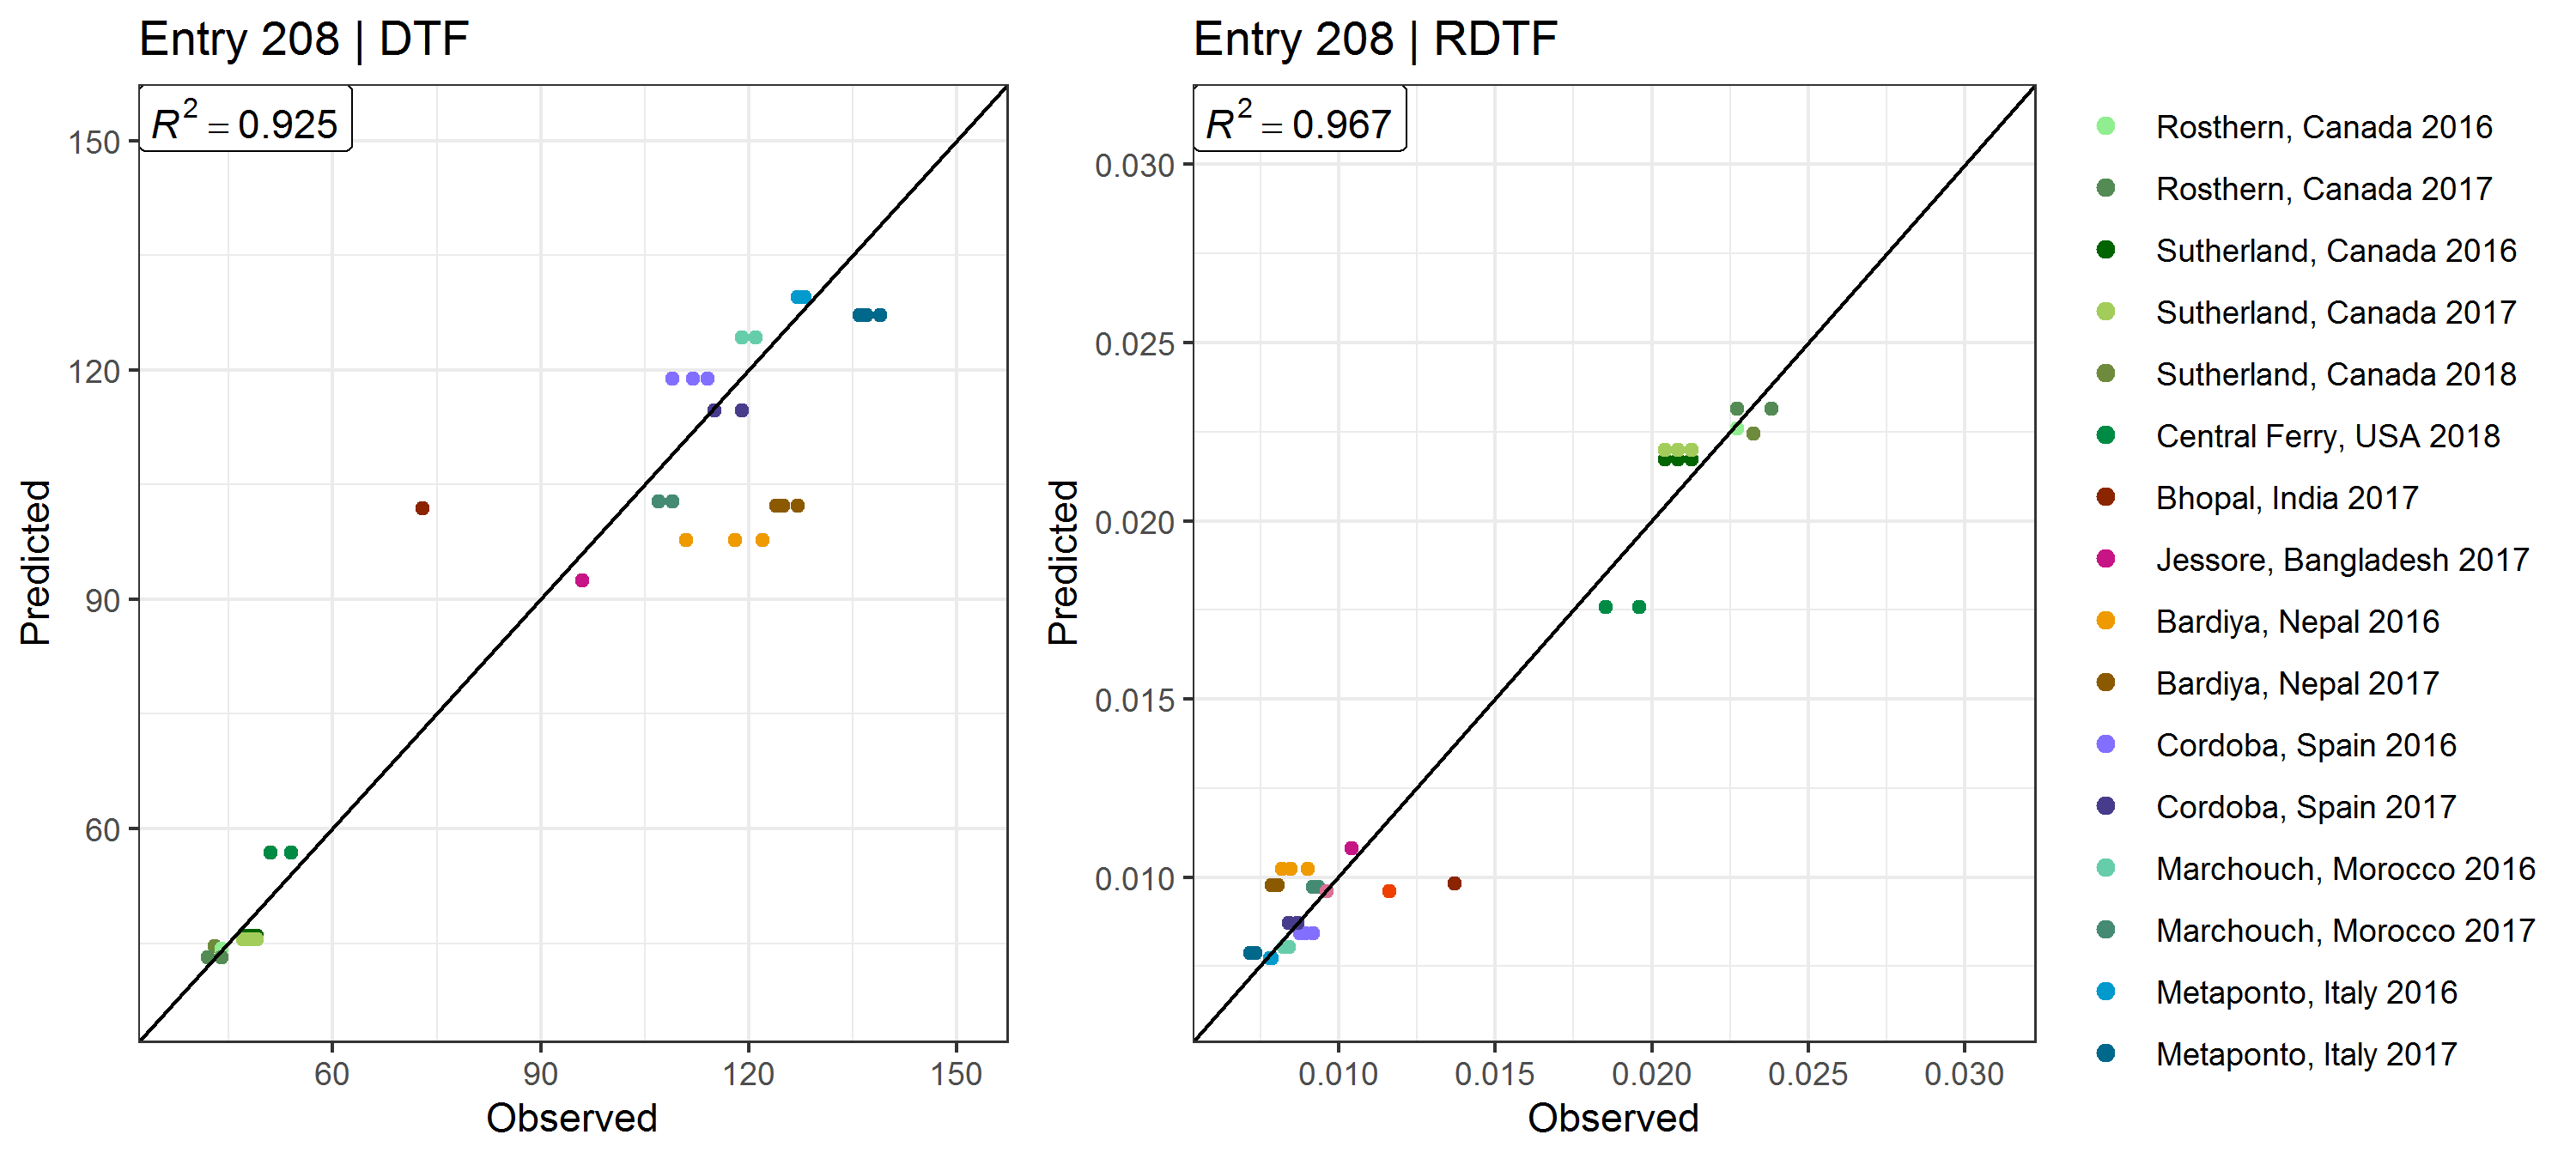 Entry 208 | DTF
R² = 0.925
150
120
90
60
Predicted
60 90 120 150
Observed
Entry 208 | RDTF
R² = 0.967
0.030
0.025
0.020
0.015
0.010
Predicted
0.010 0.015 0.020 0.025 0.030
Observed
Rosthern, Canada 2016
Rosthern, Canada 2017
Sutherland, Canada 2016
Sutherland, Canada 2017
Sutherland, Canada 2018
Central Ferry, USA 2018
Bhopal, India 2017
Jessore, Bangladesh 2017
Bardiya, Nepal 2016
Bardiya, Nepal 2017
Cordoba, Spain 2016
Cordoba, Spain 2017
Marchouch, Morocco 2016
Marchouch, Morocco 2017
Metaponto, Italy 2016
Metaponto, Italy 2017